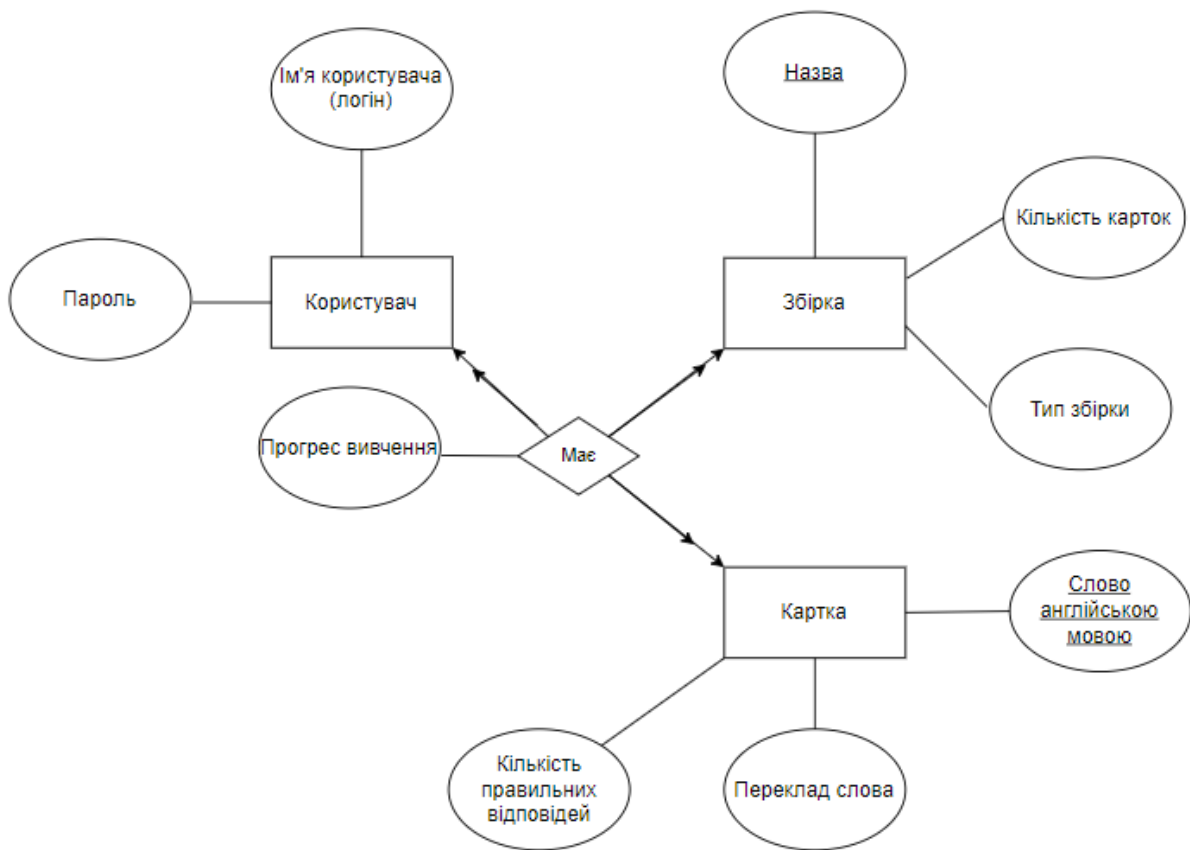 Ім'я користувача
(логін)
Назва
Кількість карток
Пароль
Користувач
Збірка
Тип збірки
Прогрес вивчення
Має
Картка
Слово
англійською
мовою
Кількість
правильних
відповідей
Переклад слова